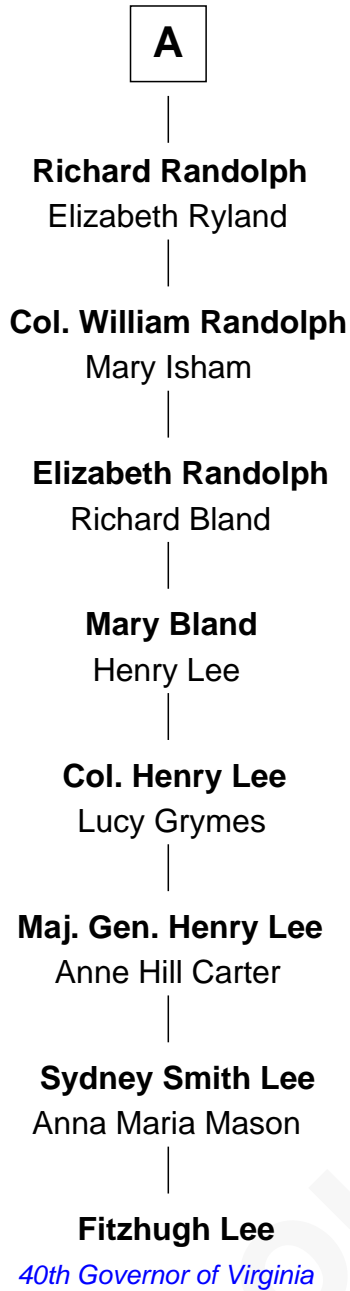 A
Richard Randolph
Elizabeth Ryland
Col. William Randolph
Mary Isham
Elizabeth Randolph
Richard Bland
Mary Bland
Henry Lee
Col. Henry Lee
Lucy Grymes
Maj. Gen. Henry Lee
Anne Hill Carter
Sydney Smith Lee
Anna Maria Mason
Fitzhugh Lee
40th Governor of Virginia